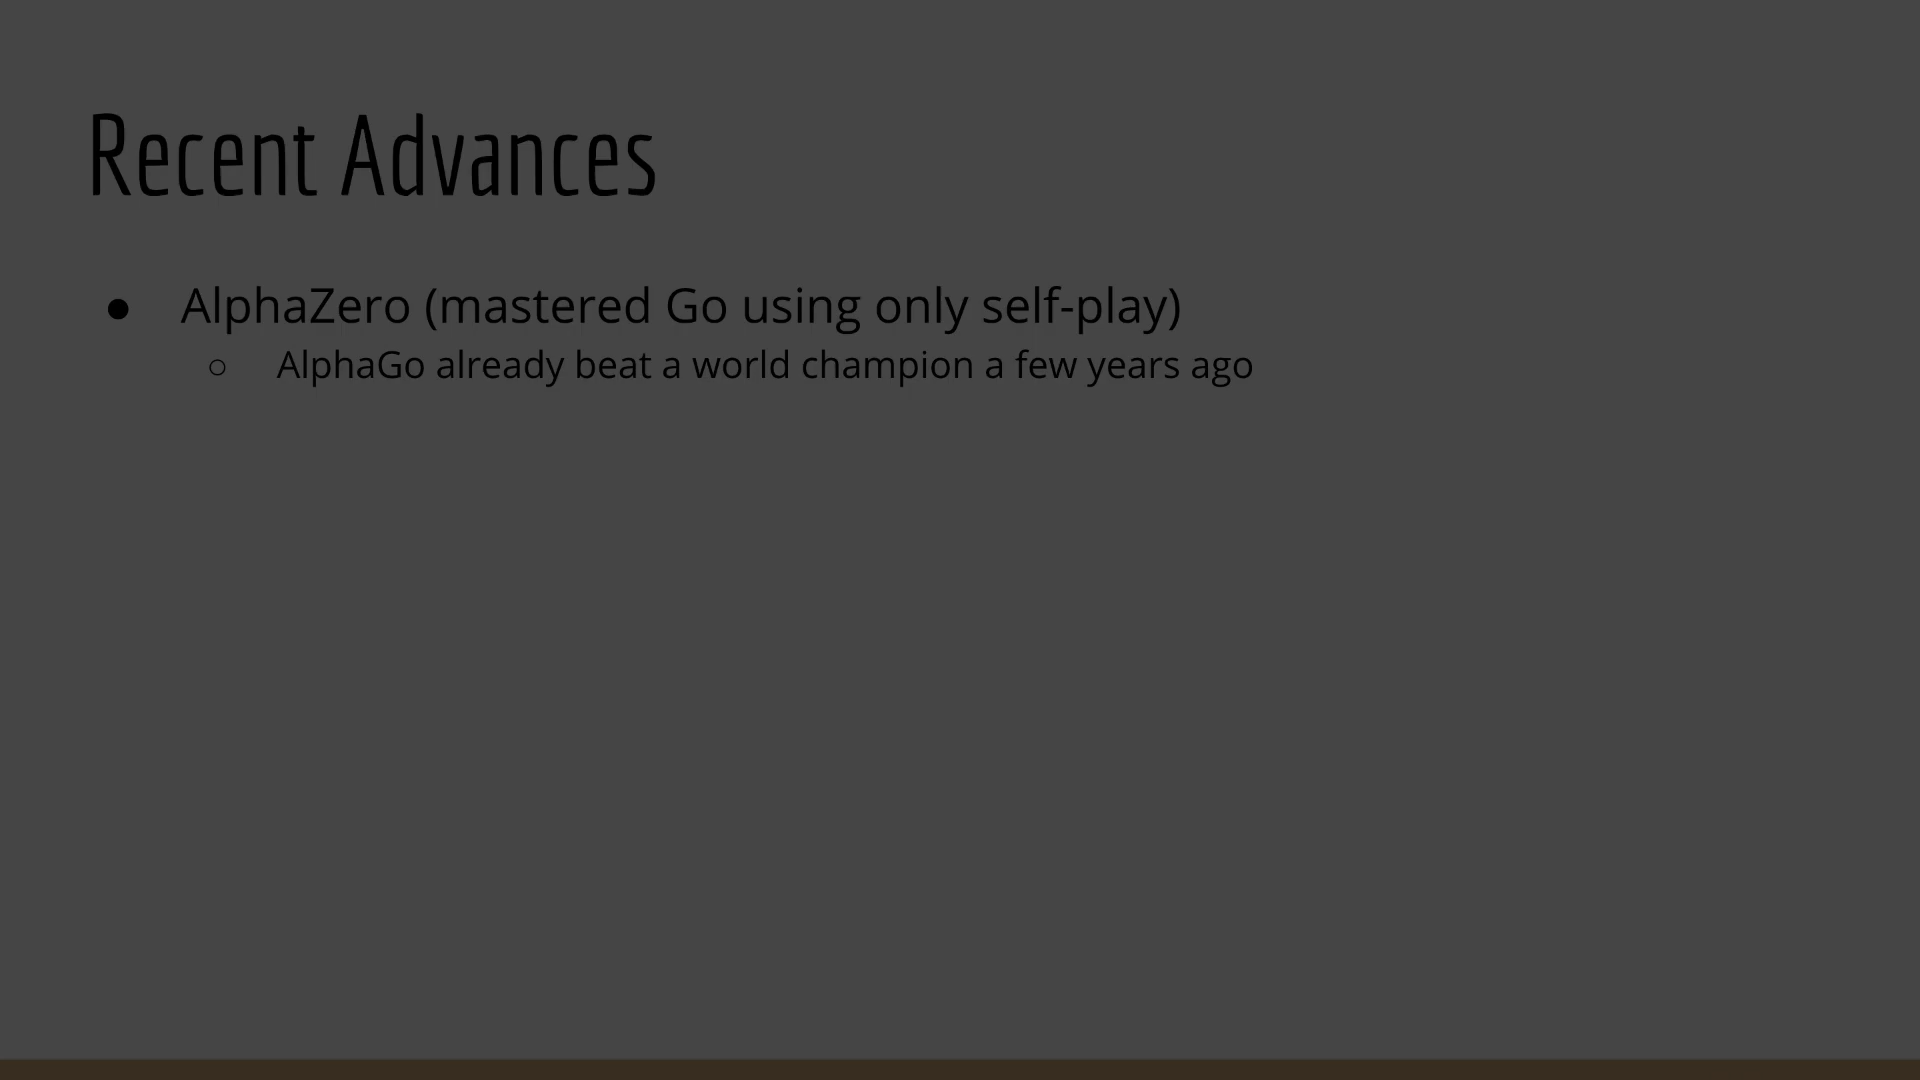 Recent Advances
● AlphaZero (mastered Go using only self-play)
○ AlphaGo already beat a world champion a few years ago